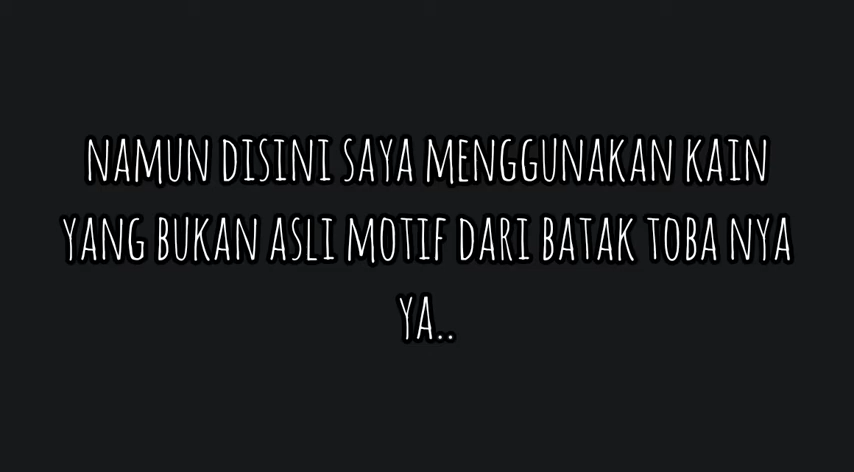 NAMUN DISINI SAYA MENGGUNAKAN KAIN
YANG BUKAN ASLI MOTIF DARI BATAK TOBA NYA
YA..